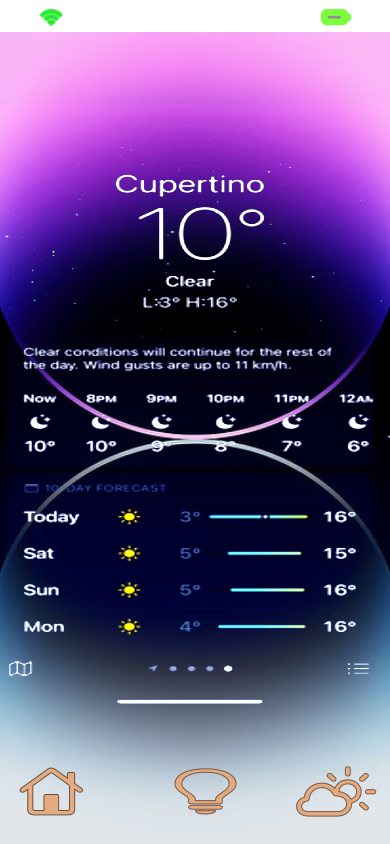 Cupertino
10°
Clear
L:3° H:16°
Clear conditions will continue for the rest of
the day. Wind gusts are up to 11 km/h.
Now 8PM 9PM 10PM 11PM 12AM
10° 10° 9° 8° 7° 6°
10-DAY FORECAST
Today 3° 16°
Sat 5° 15°
Sun 5° 16°
Mon 4° 16°